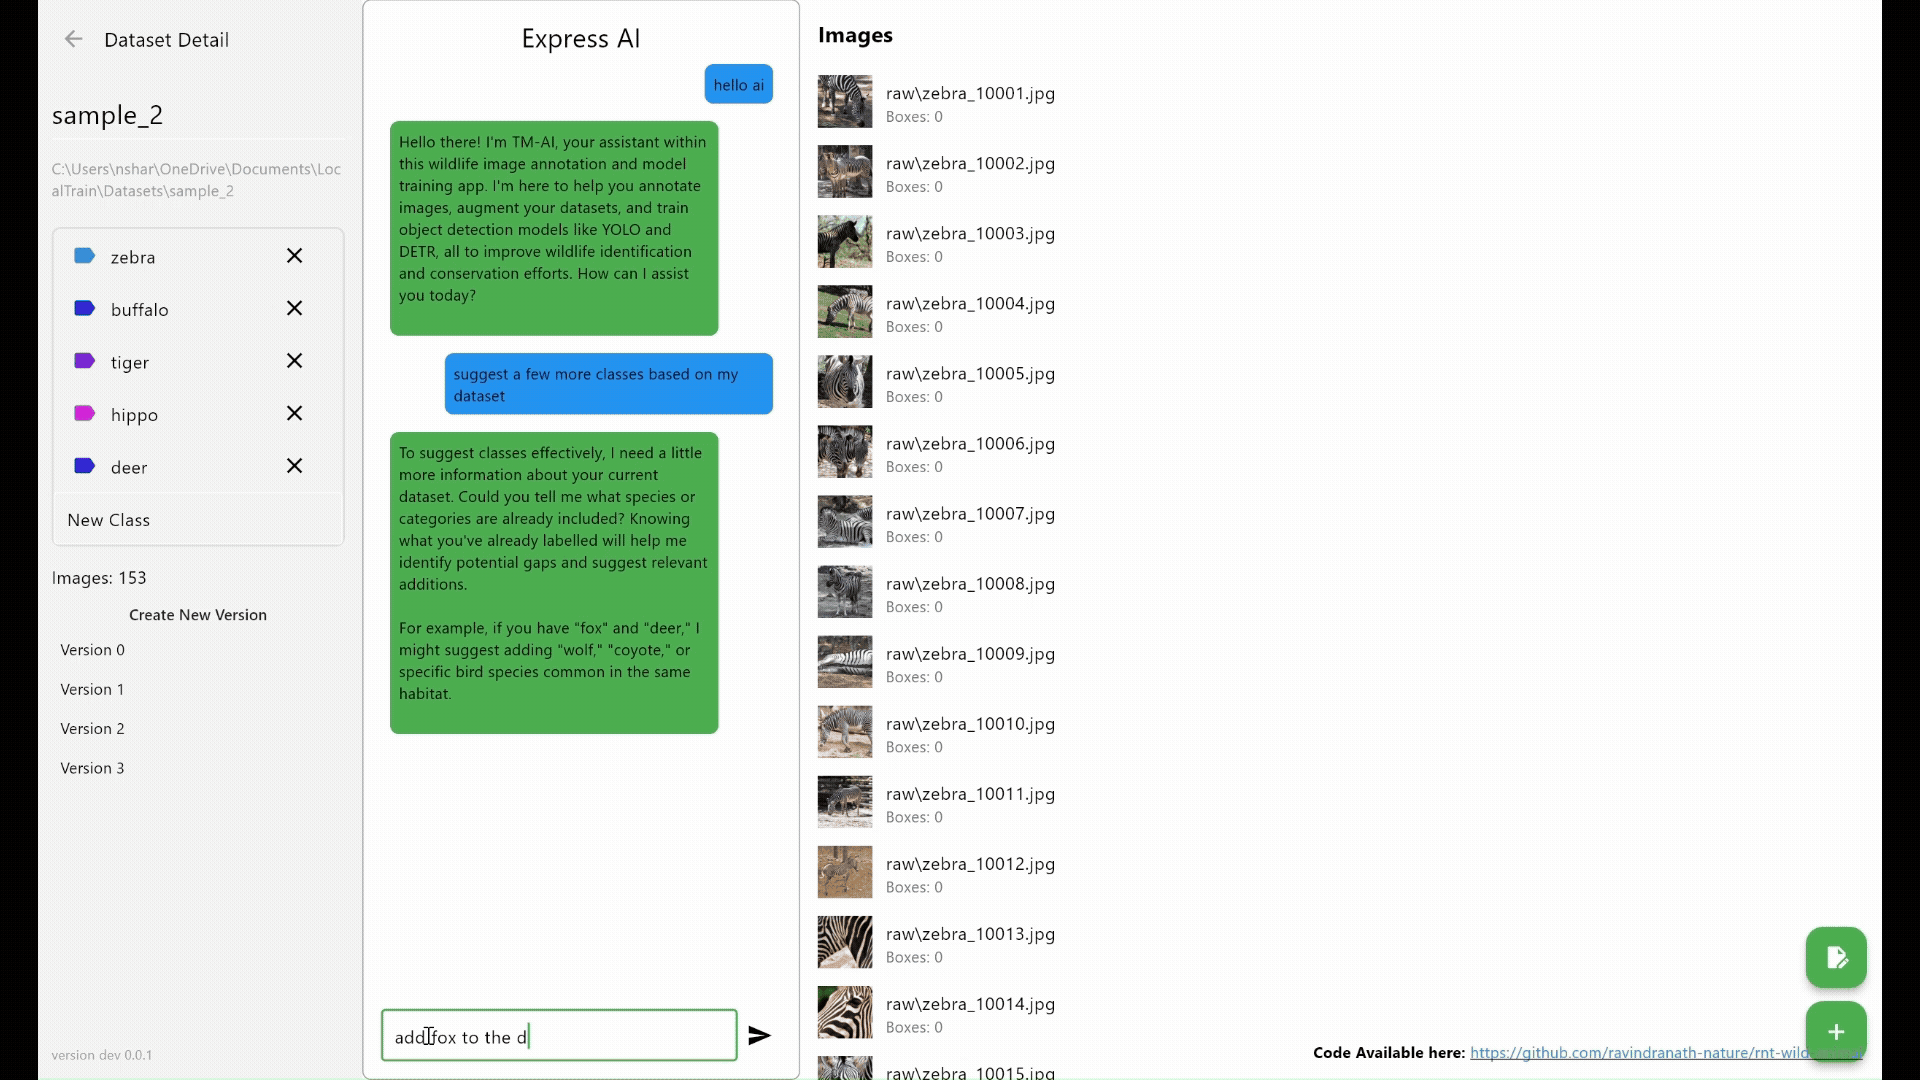 Dataset Detail
sample_2
C:\Users\nshar\OneDrive\Documents\Loc
alTrain\Datasets\sample_2
zebra
buffalo
tiger
hippo
deer
New Class
Images: 153
Create New Version
Version 0
Version 1
Version 2
Version 3
version dev 0.0.1
Express AI
hello ai
Hello there! I'm TM-AI, your assistant within
this wildlife image annotation and model
training app. I'm here to help you annotate
images, augment your datasets, and train
object detection models like YOLO and
DETR, all to improve wildlife identification
and conservation efforts. How can I assist
you today?
suggest a few more classes based on my
dataset
To suggest classes effectively, I need a little
more information about your current
dataset. Could you tell me what species or
categories are already included? Knowing
what you've already labelled will help me
identify potential gaps and suggest relevant
additions.
For example, if you have "fox" and "deer," I
might suggest adding "wolf," "coyote," or
specific bird species common in the same
habitat.
add fox to the d
Images
raw\zebra_10001.jpg
Boxes: 0
raw\zebra_10002.jpg
Boxes: 0
raw\zebra_10003.jpg
Boxes: 0
raw\zebra_10004.jpg
Boxes: 0
raw\zebra_10005.jpg
Boxes: 0
raw\zebra_10006.jpg
Boxes: 0
raw\zebra_10007.jpg
Boxes: 0
raw\zebra_10008.jpg
Boxes: 0
raw\zebra_10009.jpg
Boxes: 0
raw\zebra_10010.jpg
Boxes: 0
raw\zebra_10011.jpg
Boxes: 0
raw\zebra_10012.jpg
Boxes: 0
raw\zebra_10013.jpg
Boxes: 0
raw\zebra_10014.jpg
Boxes: 0
raw\zebra_10015.jpg
Code Available here: https://github.com/ravindranath-nature/rnt-wild